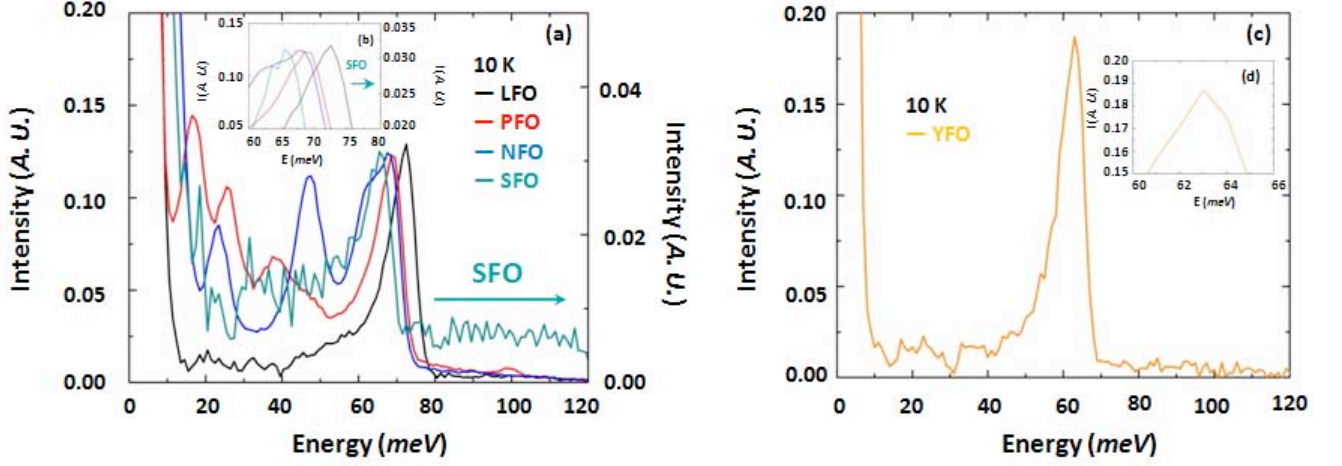 0.20
0.15
0.10
0.05
0.00
Intensity (A. U.)
0
20
40
60
80
100
120
Energy (meV)
0.04
0.02
0.00
Intensity (A. U.)
(a)
10 K
LFO
PFO
NFO
SFO
SFO
(b)
0.15
0.10
0.05
I(A. U)
60
65
70
75
80
E (meV)
0.035
0.030
0.025
0.020
I(A. U)
SFO
0.20
0.15
0.10
0.05
0.00
Intensity (A. U.)
0
20
40
60
80
100
120
Energy (meV)
(c)
10 K
YFO
(d)
0.20
0.19
0.18
0.17
0.16
0.15
I(A. U)
60
62
64
66
E (meV)